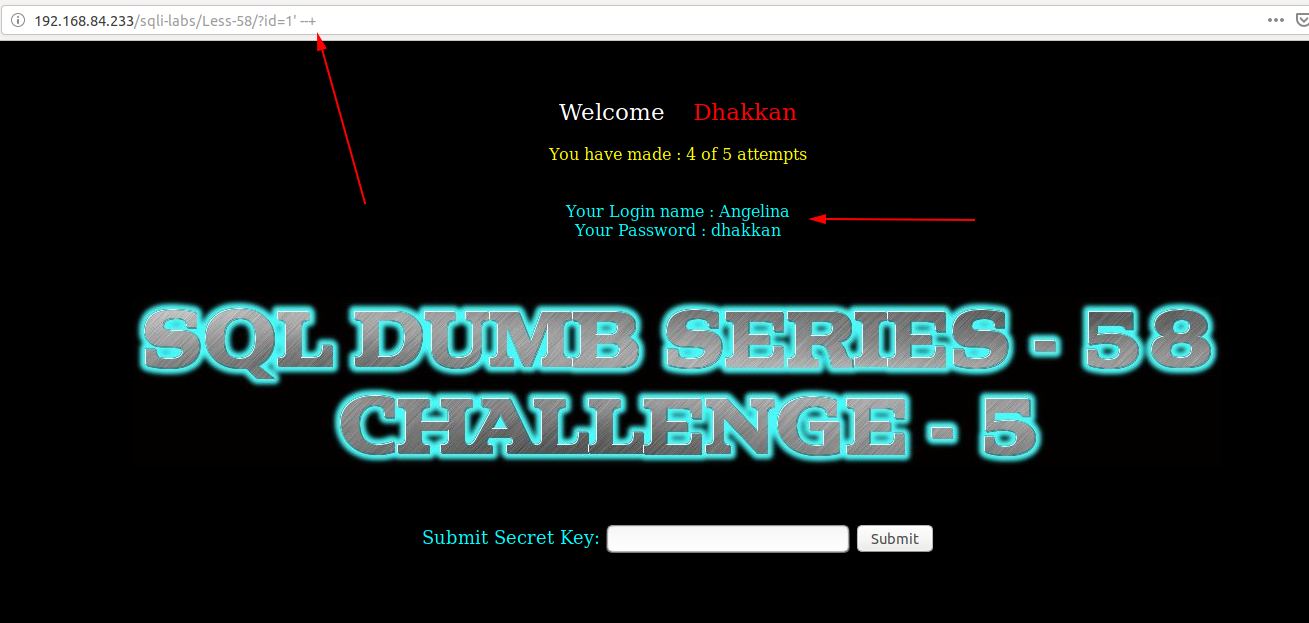 192.168.84.233/sqli-labs/Less-58/?id=1' --+
Welcome Dhakkan
You have made : 4 of 5 attempts
Your Login name : Angelina
Your Password : dhakkan
SQL DUMB SERIES - 58
CHALLENGE - 5
Submit Secret Key: Submit